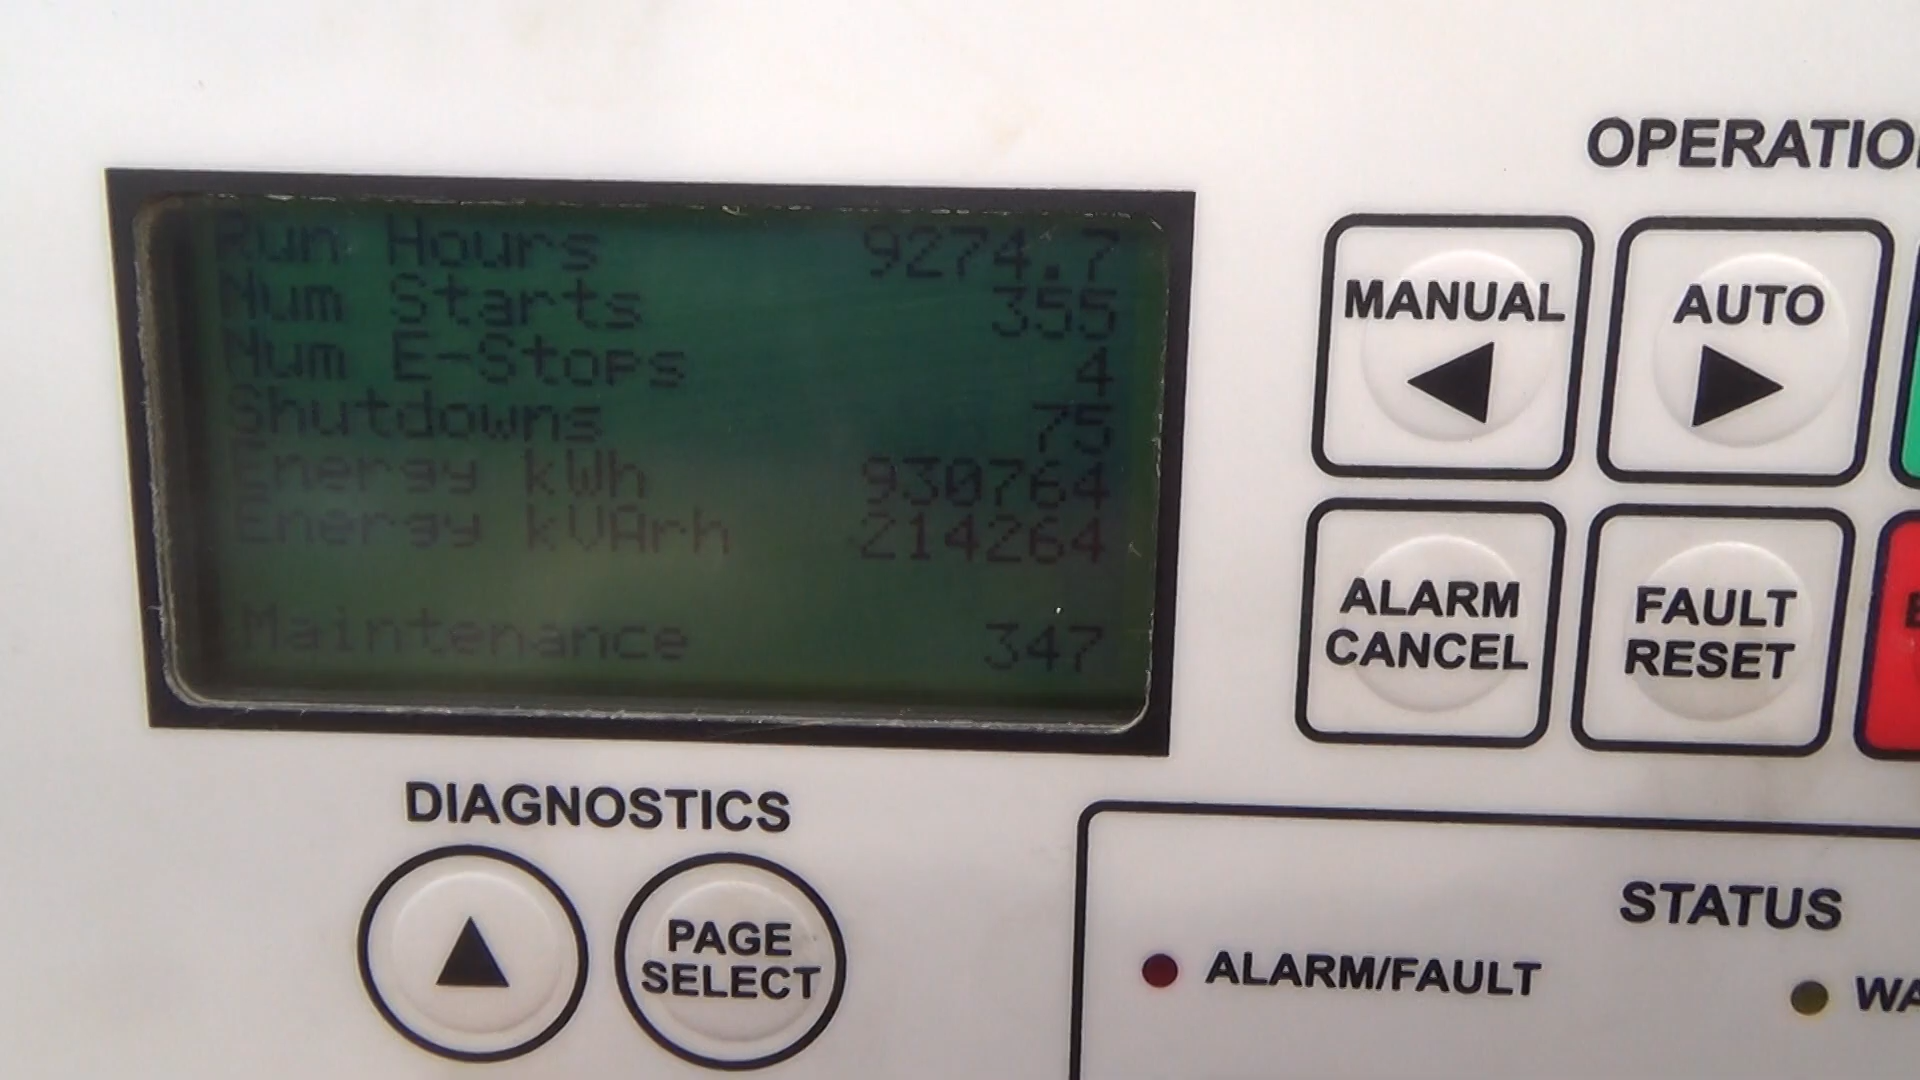 Run Hours 9274.7
Num Starts 355
Num E-Stops 4
Shutdowns 75
Energy kWh 930764
Energy kVArh 214264
Maintenance 347
DIAGNOSTICS
PAGE
SELECT
OPERATIO
MANUAL
AUTO
ALARM
CANCEL
FAULT
RESET
STATUS
ALARM/FAULT
WA